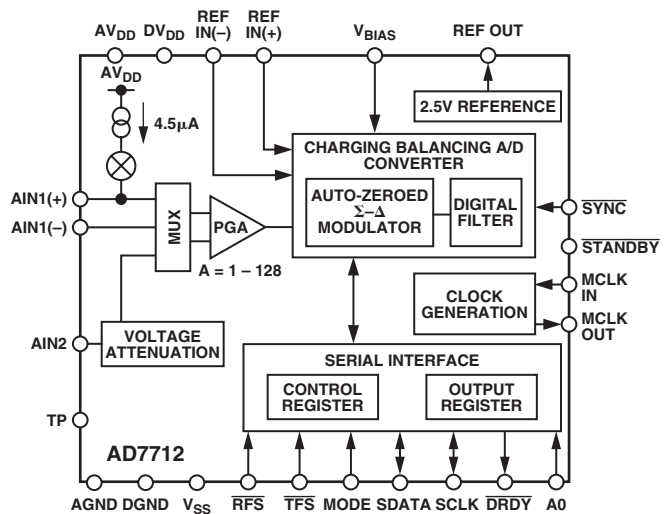 AVDD DVDD REF IN(–) REF IN(+) VBIAS REF OUT
AVDD
4.5µA
2.5V REFERENCE
CHARGING BALANCING A/D
CONVERTER
AUTO-ZEROED
Σ–Δ
MODULATOR
DIGITAL
FILTER
AIN1(+)
AIN1(–)
MUX
PGA
A = 1 – 128
SYNC
STANDBY
CLOCK
GENERATION
MCLK
IN
MCLK
OUT
AIN2
VOLTAGE
ATTENUATION
SERIAL INTERFACE
CONTROL
REGISTER
OUTPUT
REGISTER
TP
AD7712
AGND DGND VSS RFS TFS MODE SDATA SCLK DRDY A0